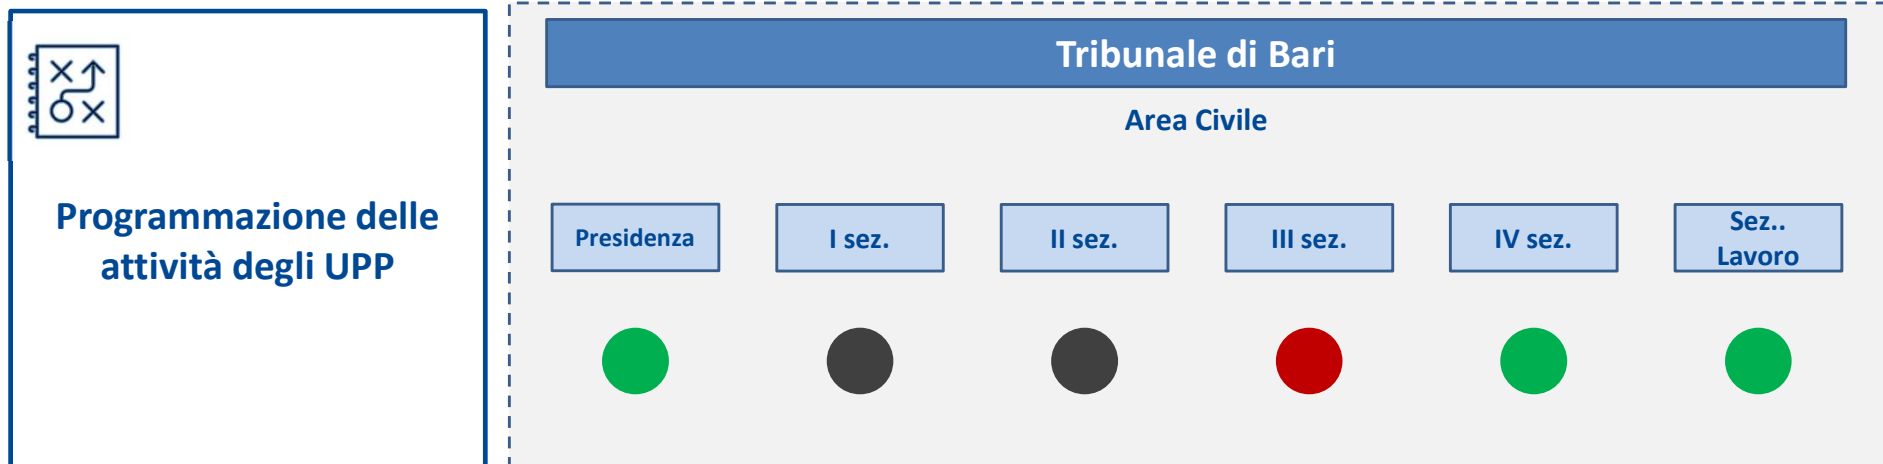 Programmazione delle
attività degli UPP
Tribunale di Bari
Area Civile
Presidenza
I sez.
II sez.
III sez.
IV sez.
Sez..
Lavoro